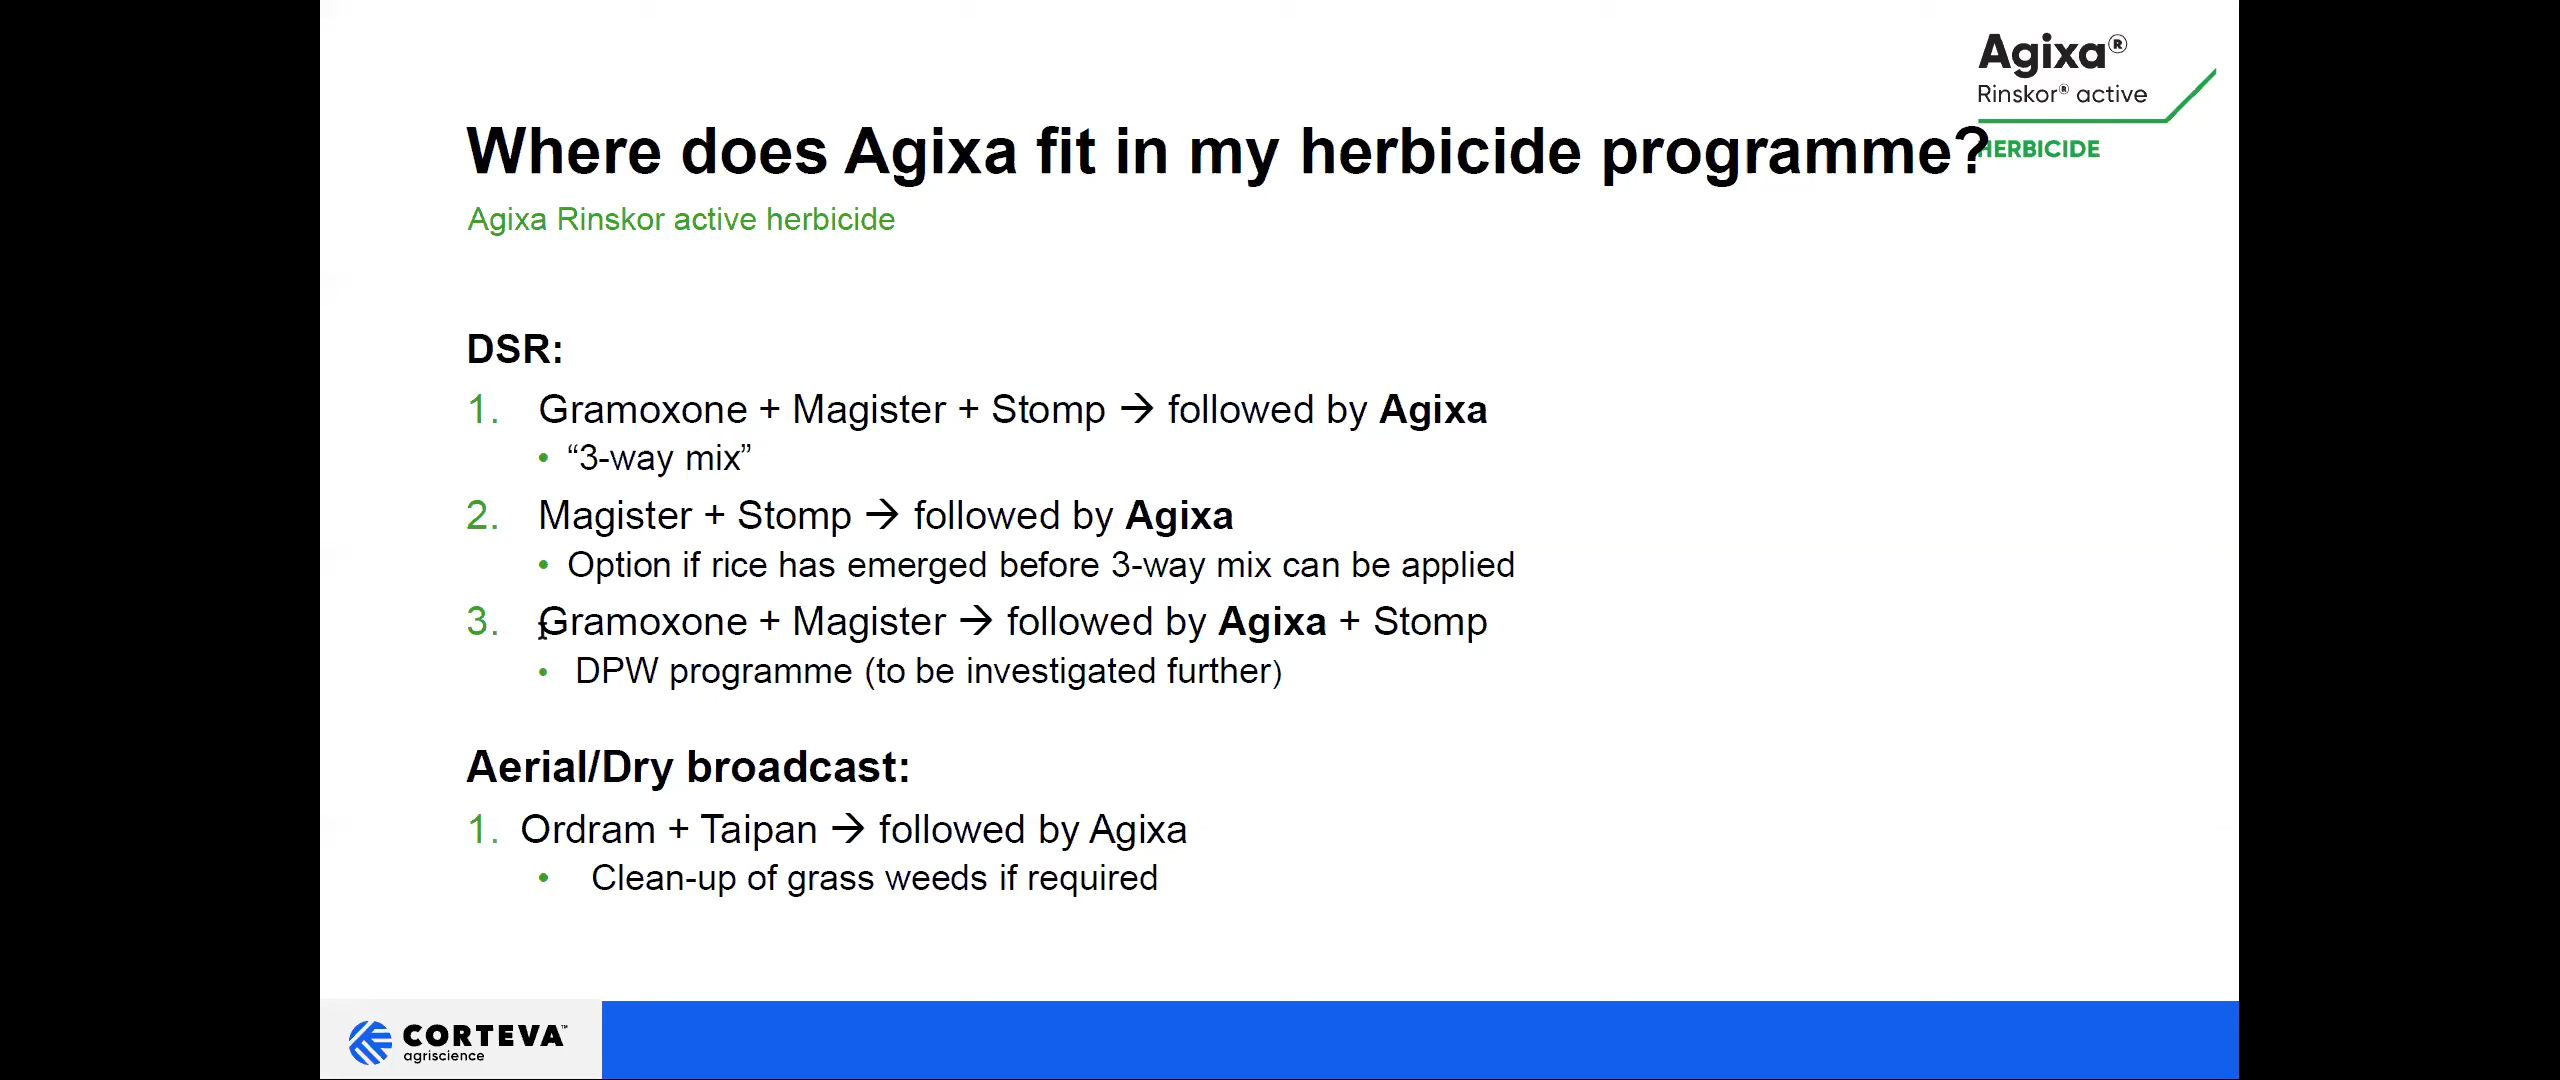 Agixa®
Rinskor® active
HERBICIDE
Where does Agixa fit in my herbicide programme?
Agixa Rinskor active herbicide
DSR:
1. Gramoxone + Magister + Stomp → followed by Agixa
• “3-way mix”
2. Magister + Stomp → followed by Agixa
• Option if rice has emerged before 3-way mix can be applied
3. Gramoxone + Magister → followed by Agixa + Stomp
• DPW programme (to be investigated further)
Aerial/Dry broadcast:
1. Ordram + Taipan → followed by Agixa
• Clean-up of grass weeds if required
CORTEVA™
agriscience